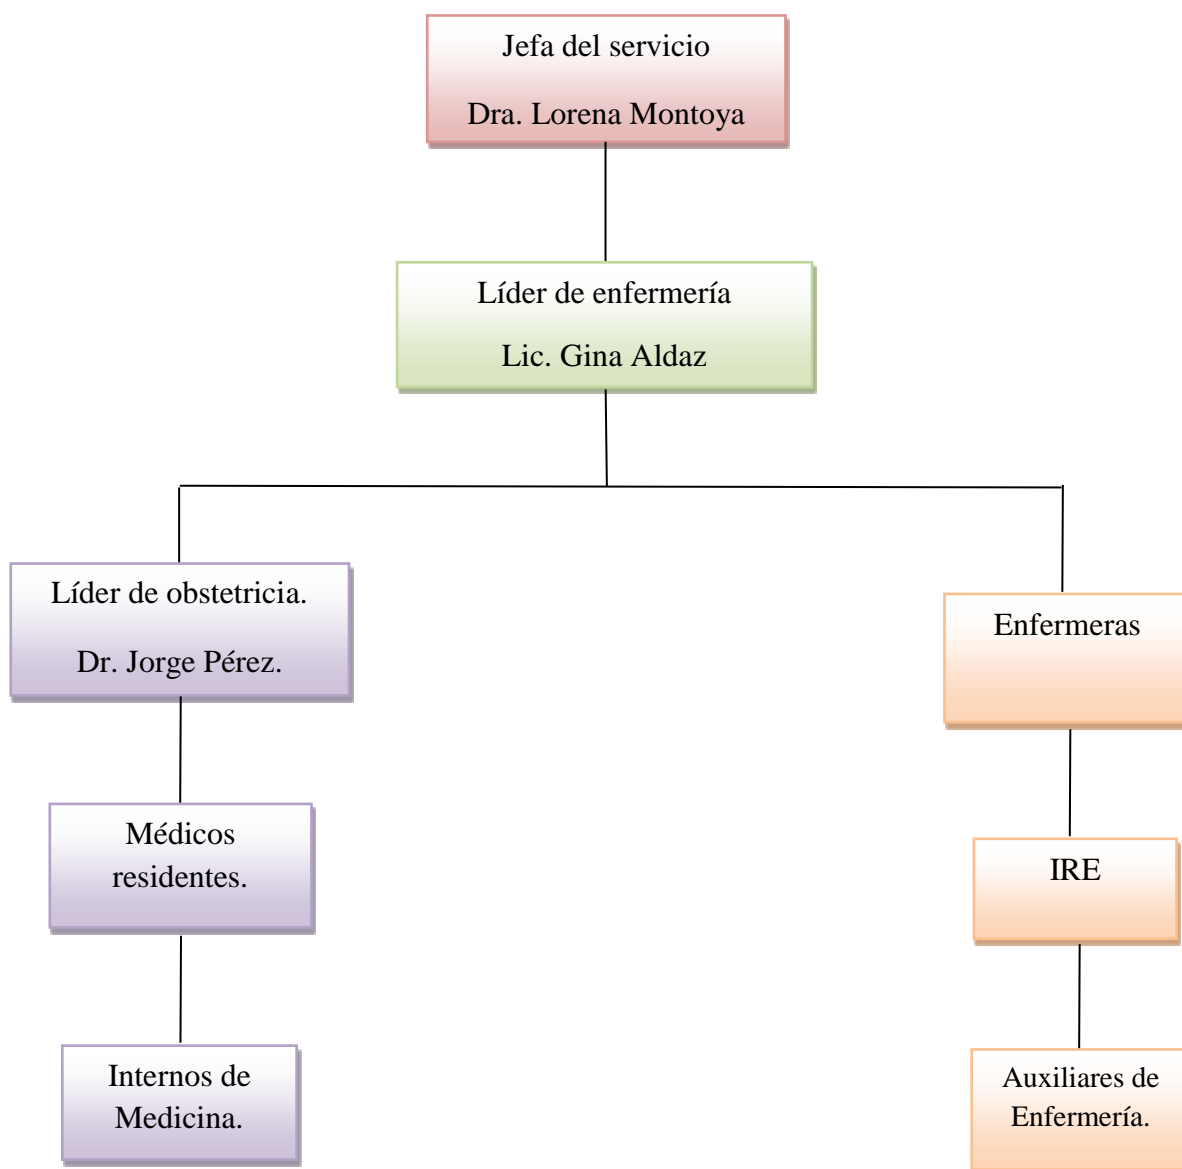 Jefa del servicio
Dra. Lorena Montoya
Líder de enfermería
Lic. Gina Aldaz
Líder de obstetricia.
Dr. Jorge Pérez.
Enfermeras
Médicos
residentes.
IRE
Internos de
Medicina.
Auxiliares de
Enfermería.